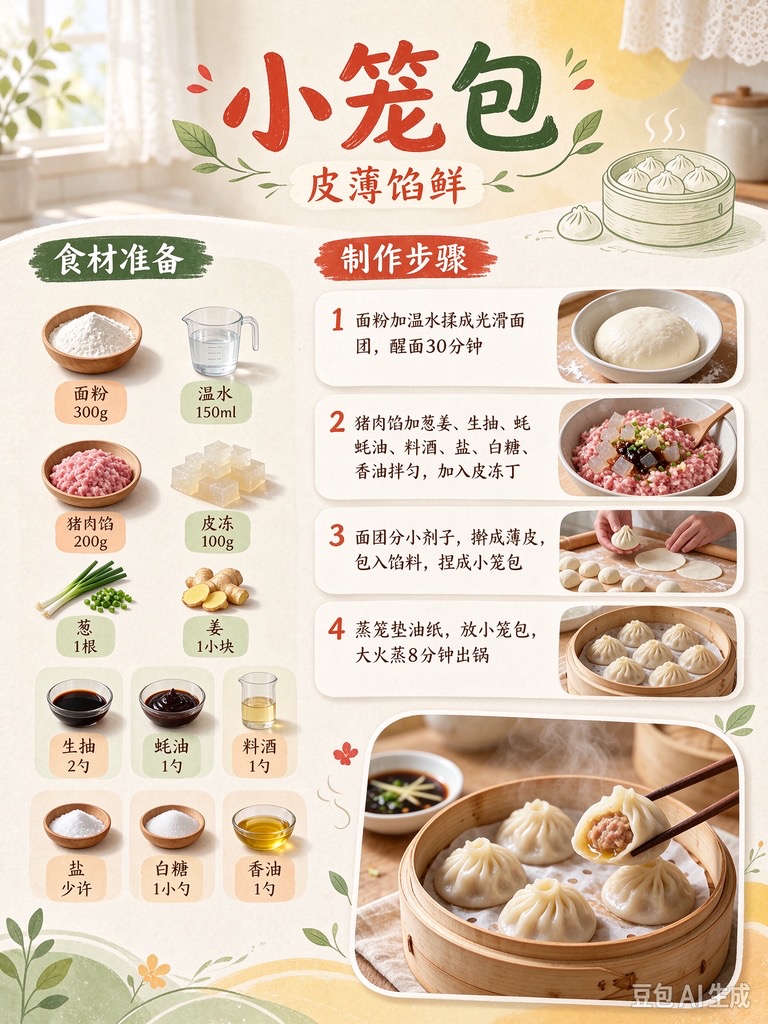 小笼包
皮薄馅鲜
食材准备
面粉
300g
温水
150ml
猪肉馅
200g
皮冻
100g
葱
1根
姜
1小块
生抽
2勺
蚝油
1勺
料酒
1勺
盐
少许
白糖
1小勺
香油
1勺
制作步骤
1 面粉加温水揉成光滑面
团，醒面30分钟
2 猪肉馅加葱姜、生抽、蚝
蚝油、料酒、盐、白糖、
香油拌匀，加入皮冻丁
3 面团分小剂子，擀成薄皮，
包入馅料，捏成小笼包
4 蒸笼垫油纸，放小笼包，
大火蒸8分钟出锅
豆包AI生成